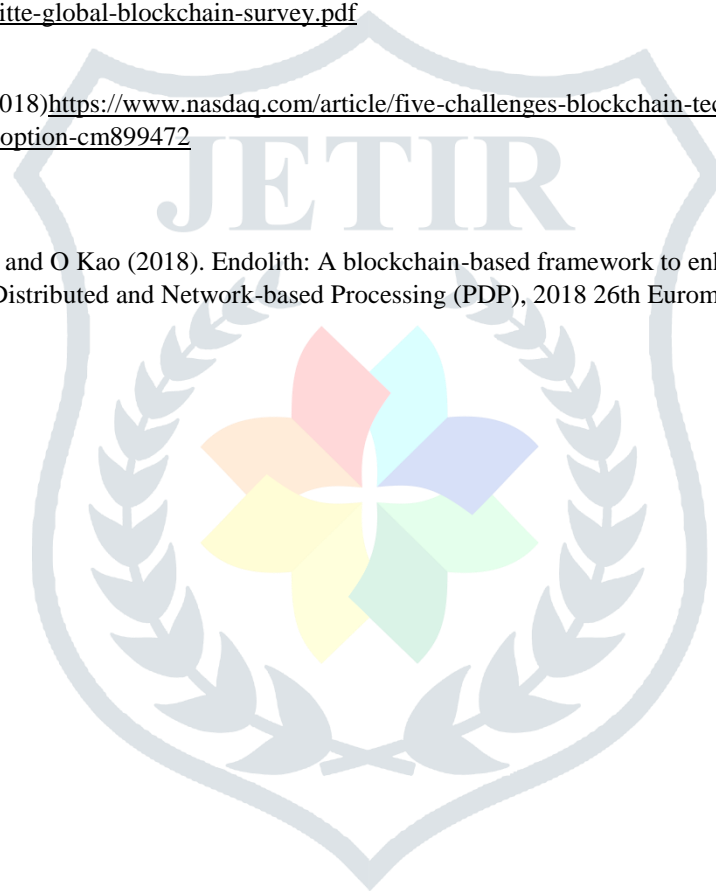 itte-global-blockchain-survey.pdf
018)https://www.nasdaq.com/article/five-challenges-blockchain-tec
option-cm899472
JETIR
and O Kao (2018). Endolith: A blockchain-based framework to enh
Distributed and Network-based Processing (PDP), 2018 26th Eurom